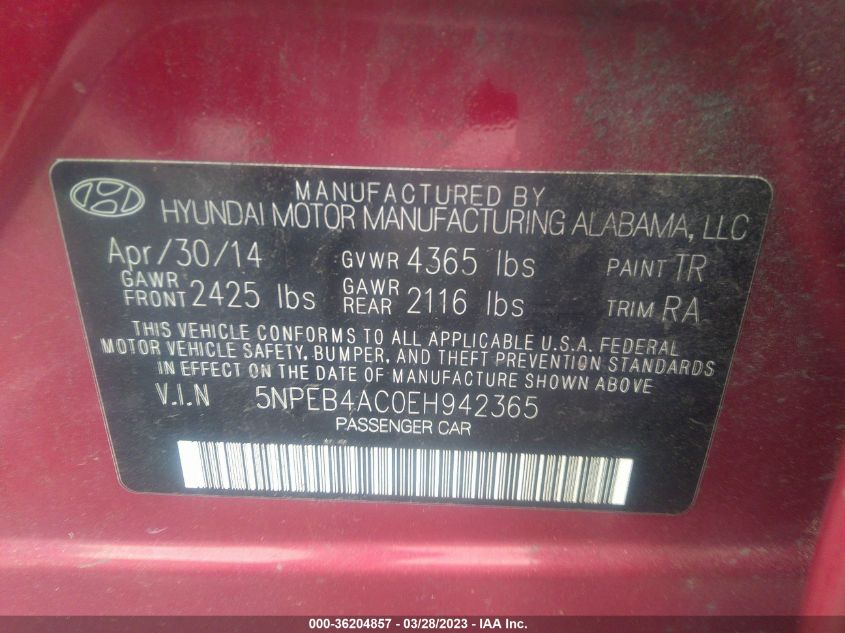 MANUFACTURED BY
HYUNDAI MOTOR MANUFACTURING ALABAMA, LLC
Apr/30/14 GVWR 4365 lbs PAINT TR
GAWR FRONT 2425 lbs GAWR REAR 2116 lbs TRIM RA
THIS VEHICLE CONFORMS TO ALL APPLICABLE U.S.A. FEDERAL
MOTOR VEHICLE SAFETY, BUMPER, AND THEFT PREVENTION STANDARDS
IN EFFECT ON THE DATE OF MANUFACTURE SHOWN ABOVE
V.I.N 5NPEB4AC0EH942365
PASSENGER CAR
000-36204857 — 03/28/2023 — IAA Inc.